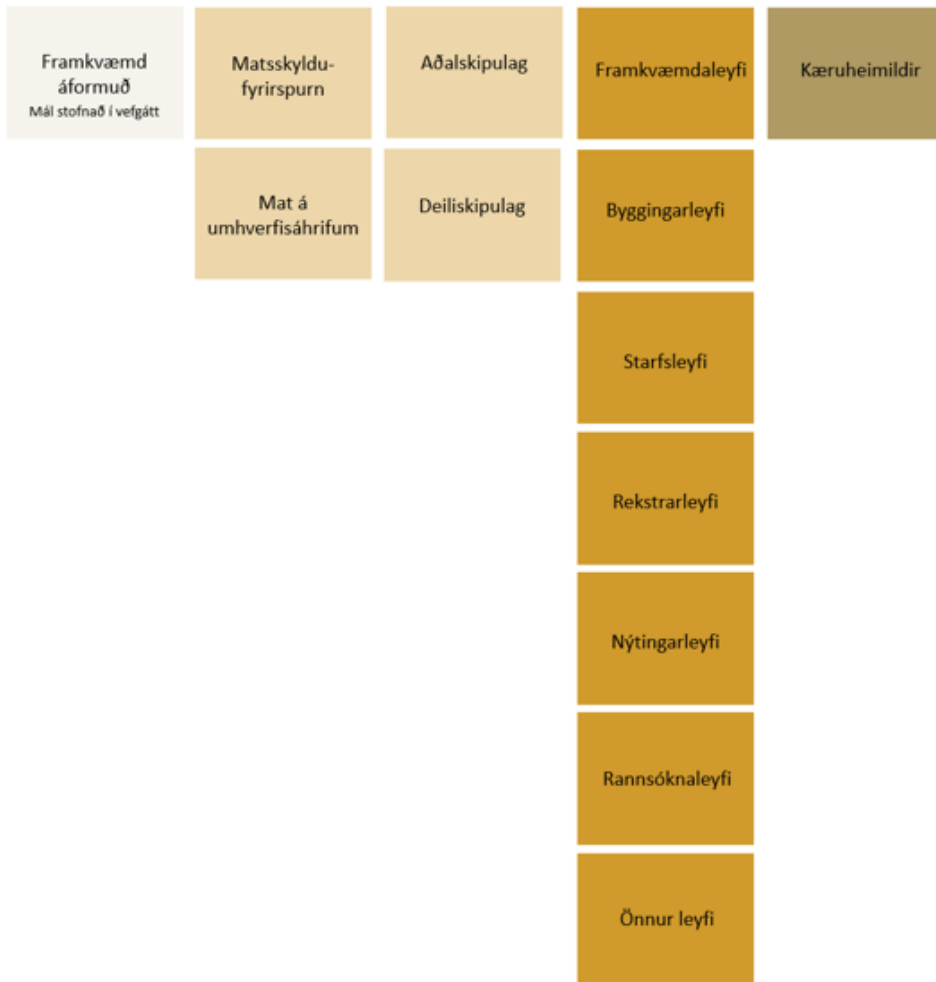 Framkvæmd
áformuð
Mál stofnað í vefgátt
Matsskyldu-
fyrirspurn
Aðalskipulag
Framkvæmdaleyfi
Kæruheimildir
Mat á
umhverfisáhrifum
Deiliskipulag
Byggingarleyfi
Starfsleyfi
Rekstrarleyfi
Nýtingarleyfi
Rannsóknaleyfi
Önnur leyfi